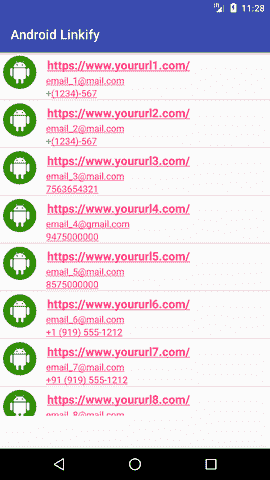 11:28
Android Linkify
https://www.yoururl1.com/
email_1@mail.com
+(1234)-567
https://www.yoururl2.com/
email_2@mail.com
+(1234)-567
https://www.yoururl3.com/
email_3@mail.com
7563654321
https://www.yoururl4.com/
email_4@gmail.com
9475000000
https://www.yoururl5.com/
email_5@mail.com
8575000000
https://www.yoururl6.com/
email_6@mail.com
+1 (919) 555-1212
https://www.yoururl7.com/
email_7@mail.com
+91 (919) 555-1212
https://www.yoururl8.com/
email_8@mail.com